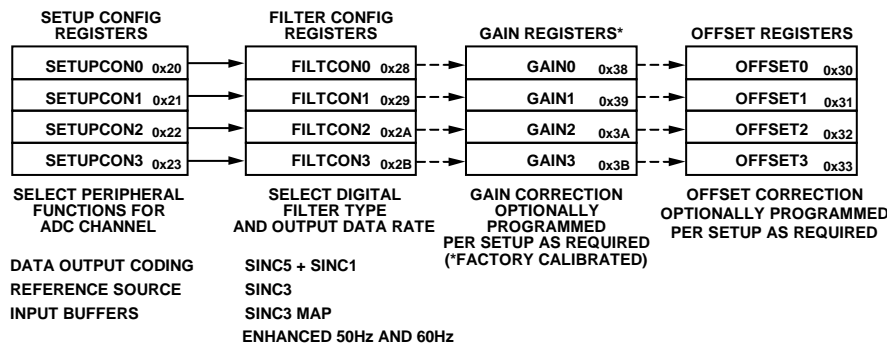 SETUP CONFIG
REGISTERS
FILTER CONFIG
REGISTERS
GAIN REGISTERS*
OFFSET REGISTERS
SETUPCON0 0x20
FILTCON0 0x28
GAIN0 0x38
OFFSET0 0x30
SETUPCON1 0x21
FILTCON1 0x29
GAIN1 0x39
OFFSET1 0x31
SETUPCON2 0x22
FILTCON2 0x2A
GAIN2 0x3A
OFFSET2 0x32
SETUPCON3 0x23
FILTCON3 0x2B
GAIN3 0x3B
OFFSET3 0x33
SELECT PERIPHERAL
FUNCTIONS FOR
ADC CHANNEL
SELECT DIGITAL
FILTER TYPE
AND OUTPUT DATA RATE
GAIN CORRECTION
OPTIONALLY
PROGRAMMED
PER SETUP AS REQUIRED
(*FACTORY CALIBRATED)
OFFSET CORRECTION
OPTIONALLY PROGRAMMED
PER SETUP AS REQUIRED
DATA OUTPUT CODING
REFERENCE SOURCE
INPUT BUFFERS
SINC5 + SINC1
SINC3
SINC3 MAP
ENHANCED 50Hz AND 60Hz